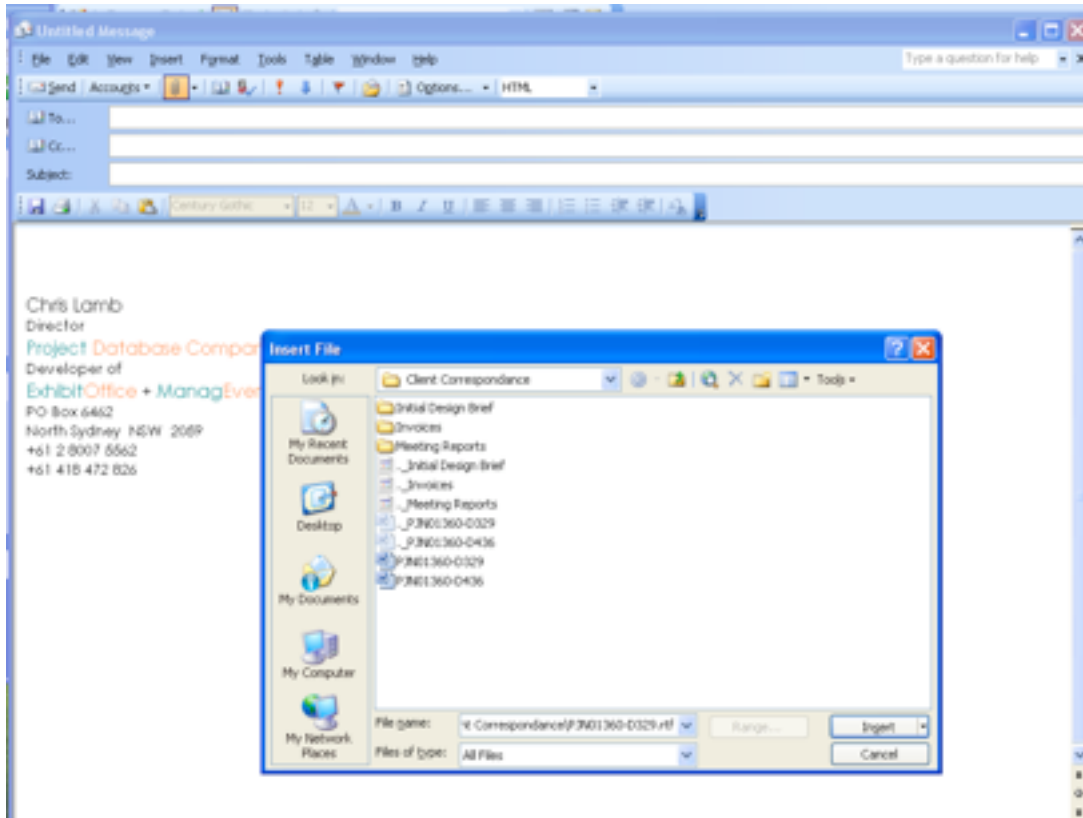 Untitled Message
File Edit View Insert Format Tools Table Window Help
Type a question for help
Send Accounts Options... HTML
To...
Cc...
Subject:
Century Gothic 12 A B I U
Chris Lamb
Director
Project Database Compan
Developer of
ExhibitOffice + ManagEven
PO Box 6462
North Sydney NSW 2059
+61 2 8007 5562
+61 418 472 826
Insert File
Look in: Client Correspondance Tools
My Recent Documents
Desktop
My Documents
My Computer
My Network Places
Initial Design Brief
Invoices
Meeting Reports
._Initial Design Brief
._Invoices
._Meeting Reports
._PJN01360-D329
._PJN01360-D436
PJN01360-D329
PJN01360-D436
File name: t Correspondance\PJN01360-D329.rtf Range... Insert
Files of type: All Files Cancel